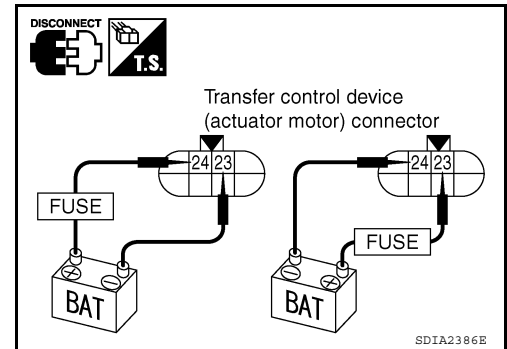 DISCONNECT
T.S.
Transfer control device
(actuator motor) connector
24 23
24 23
FUSE
FUSE
+ −
BAT
− +
BAT
SDIA2386E